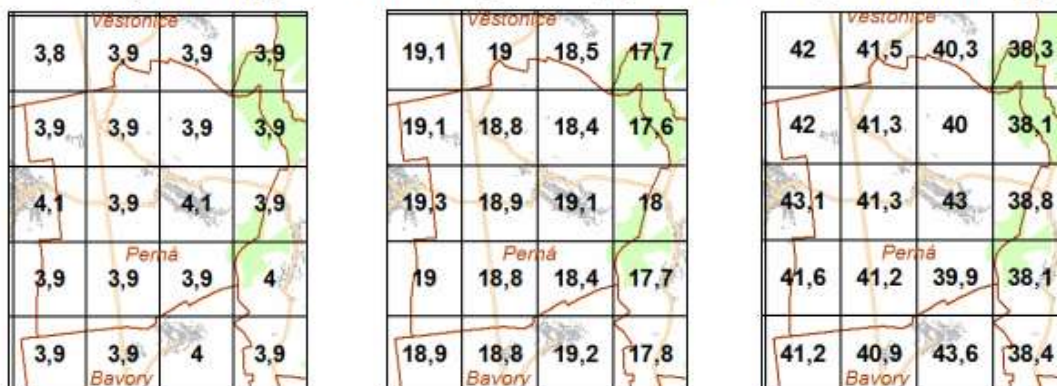 Věstonice Věstonice Věstonice
3,8 3,9 3,9 3,9 19,1 19 18,5 17,7 42 41,5 40,3 38,3
3,9 3,9 3,9 3,9 19,1 18,8 18,4 17,6 42 41,3 40 38,1
4,1 3,9 4,1 3,9 19,3 18,9 19,1 18 43,1 41,3 43 38,8
Perná Perná Perná
3,9 3,9 3,9 4 19 18,8 18,4 17,7 41,6 41,2 39,9 38,1
3,9 3,9 4 3,9 18,9 18,8 19,2 17,8 41,2 40,9 43,6 38,4
Bavory Bavory Bavory